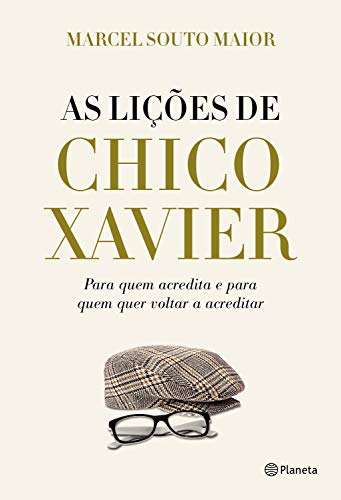 MARCEL SOUTO MAIOR
AS LIÇÕES DE
CHICO
XAVIER
Para quem acredita e para
quem quer voltar a acreditar
Planeta